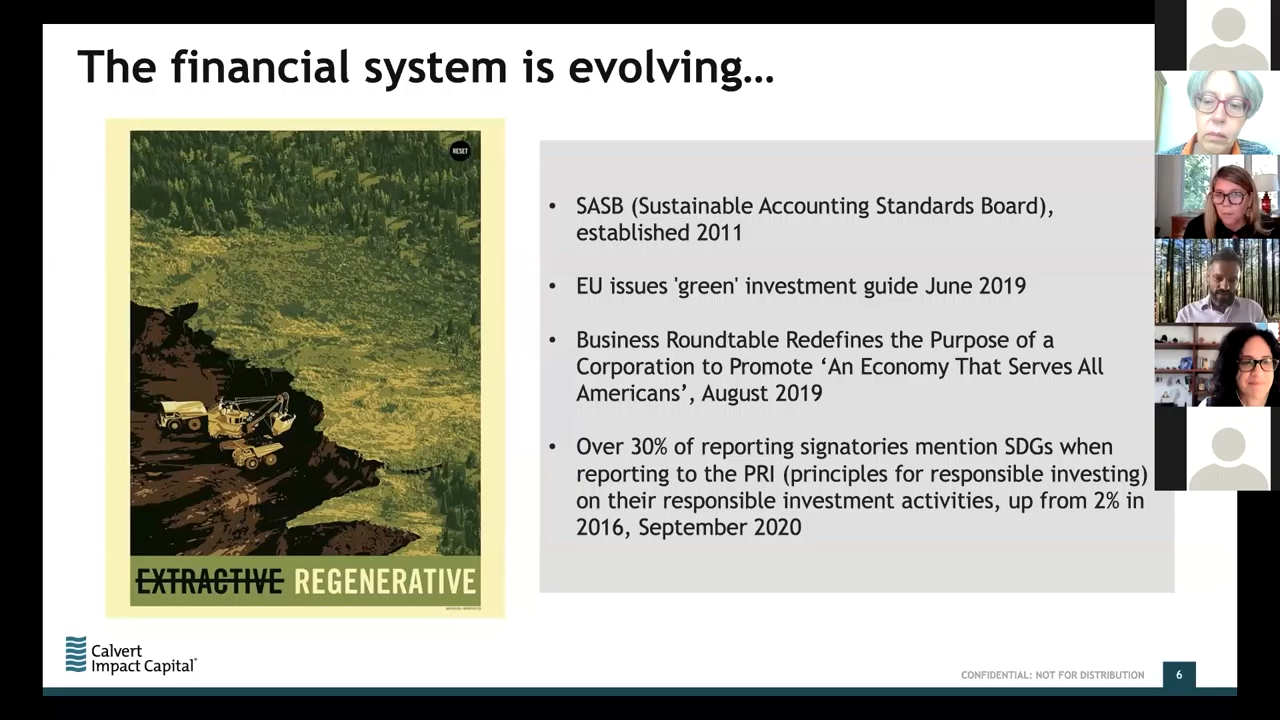 The financial system is evolving...
RESET
EXTRACTIVE REGENERATIVE
• SASB (Sustainable Accounting Standards Board),
established 2011
• EU issues 'green' investment guide June 2019
• Business Roundtable Redefines the Purpose of a
Corporation to Promote ‘An Economy That Serves All
Americans’, August 2019
• Over 30% of reporting signatories mention SDGs when
reporting to the PRI (principles for responsible investing)
on their responsible investment activities, up from 2% in
2016, September 2020
Calvert
Impact Capital
CONFIDENTIAL: NOT FOR DISTRIBUTION
6